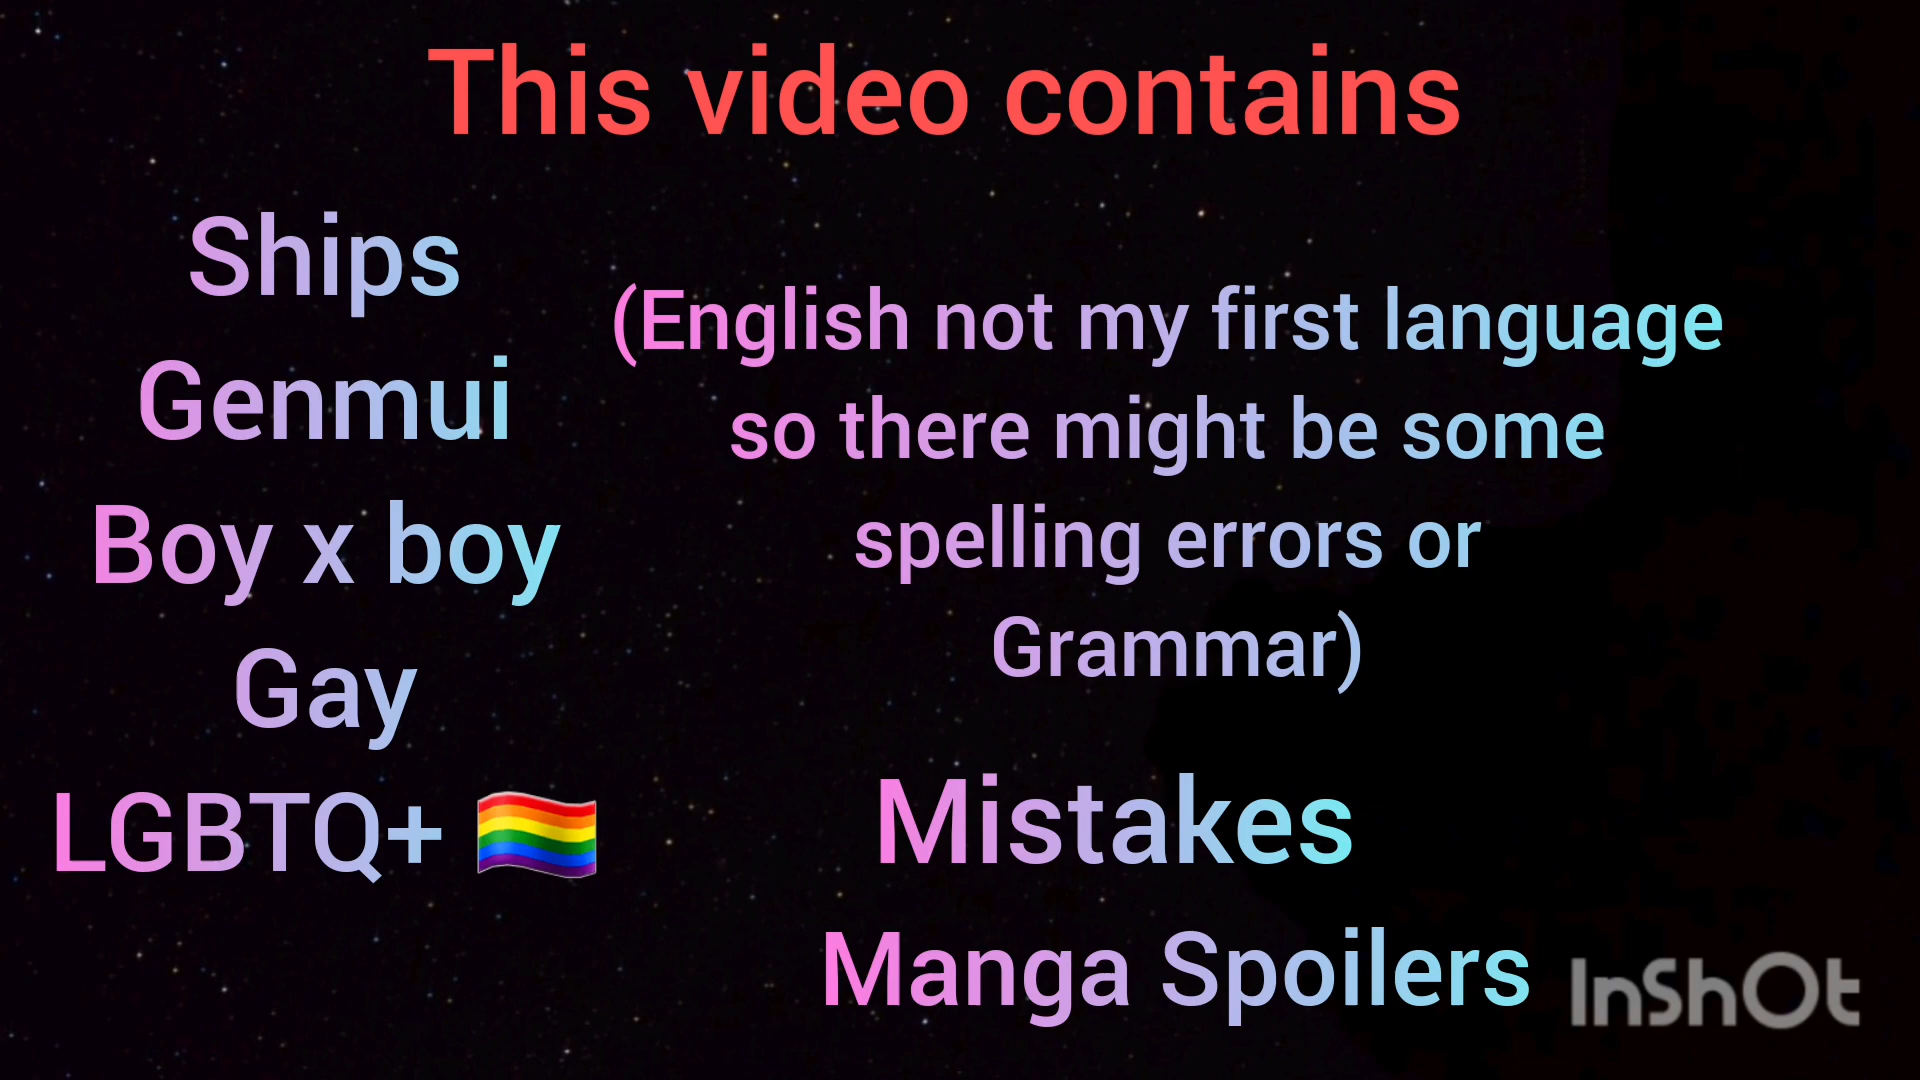 This video contains
Ships
Genmui
Boy x boy
Gay
LGBTQ+ 🏳️‍🌈
(English not my first language
so there might be some
spelling errors or
Grammar)
Mistakes
Manga Spoilers
InShOt